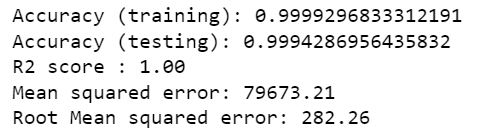 Accuracy (training): 0.9999296833312191
Accuracy (testing): 0.9994286956435832
R2 score : 1.00
Mean squared error: 79673.21
Root Mean squared error: 282.26